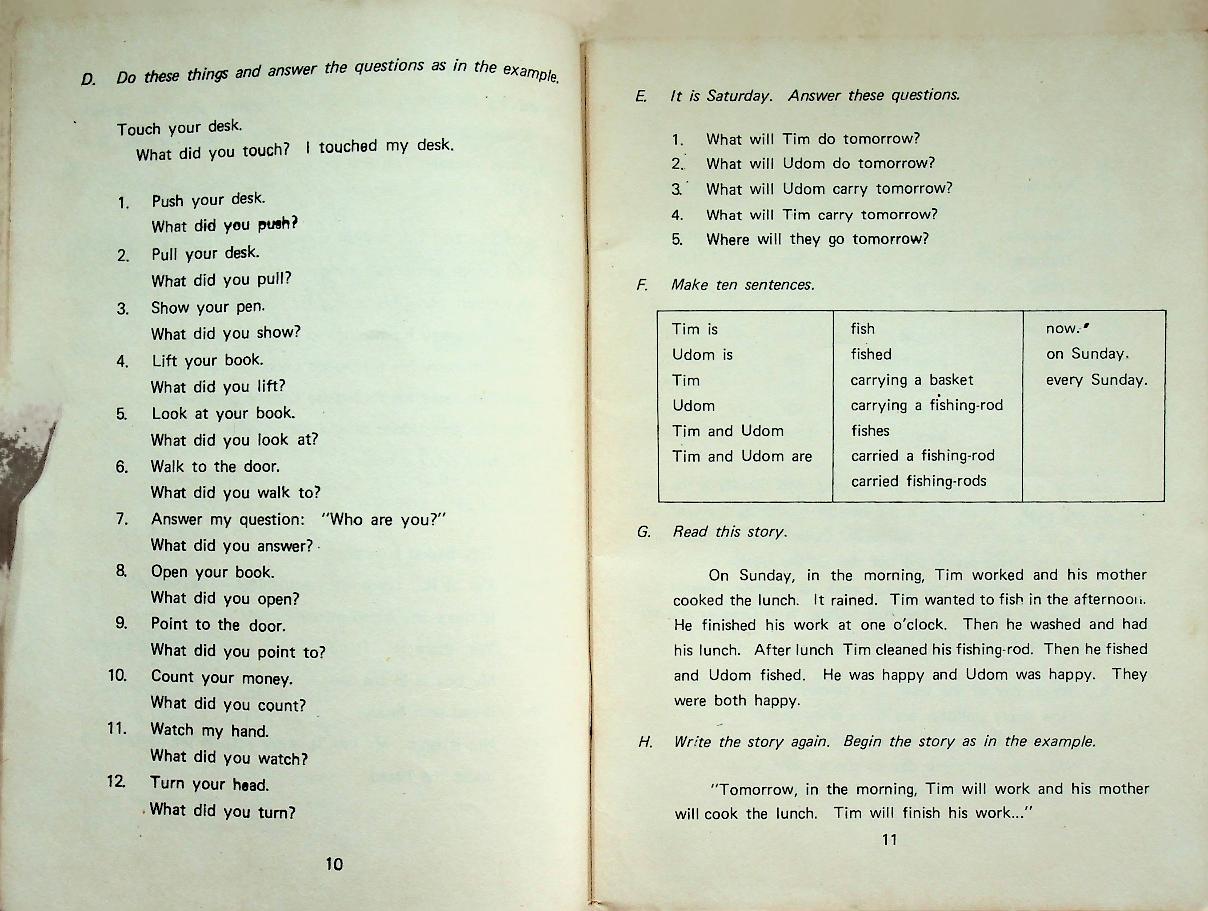 D. Do these things and answer the questions as in the example.
Touch your desk.
What did you touch? I touched my desk.
1. Push your desk.
What did you push?
2. Pull your desk.
What did you pull?
3. Show your pen.
What did you show?
4. Lift your book.
What did you lift?
5. Look at your book.
What did you look at?
6. Walk to the door.
What did you walk to?
7. Answer my question: "Who are you?"
What did you answer?
8. Open your book.
What did you open?
9. Point to the door.
What did you point to?
10. Count your money.
What did you count?
11. Watch my hand.
What did you watch?
12. Turn your head.
What did you turn?
10
E. It is Saturday. Answer these questions.
1. What will Tim do tomorrow?
2. What will Udom do tomorrow?
3. What will Udom carry tomorrow?
4. What will Tim carry tomorrow?
5. Where will they go tomorrow?
F. Make ten sentences.
Tim is fish now.
Udom is fished on Sunday.
Tim carrying a basket every Sunday.
Udom carrying a fishing-rod
Tim and Udom fishes
Tim and Udom are carried a fishing-rod
carried fishing-rods
G. Read this story.
On Sunday, in the morning, Tim worked and his mother
cooked the lunch. It rained. Tim wanted to fish in the afternoon.
He finished his work at one o'clock. Then he washed and had
his lunch. After lunch Tim cleaned his fishing-rod. Then he fished
and Udom fished. He was happy and Udom was happy. They
were both happy.
H. Write the story again. Begin the story as in the example.
"Tomorrow, in the morning, Tim will work and his mother
will cook the lunch. Tim will finish his work..."
11